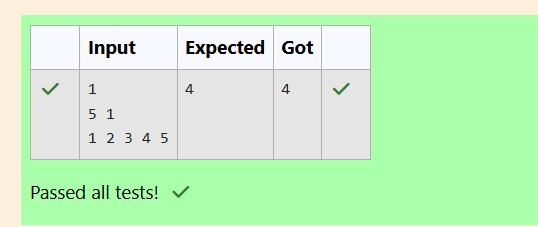 Input Expected Got
1 4 4
5 1
1 2 3 4 5
Passed all tests!